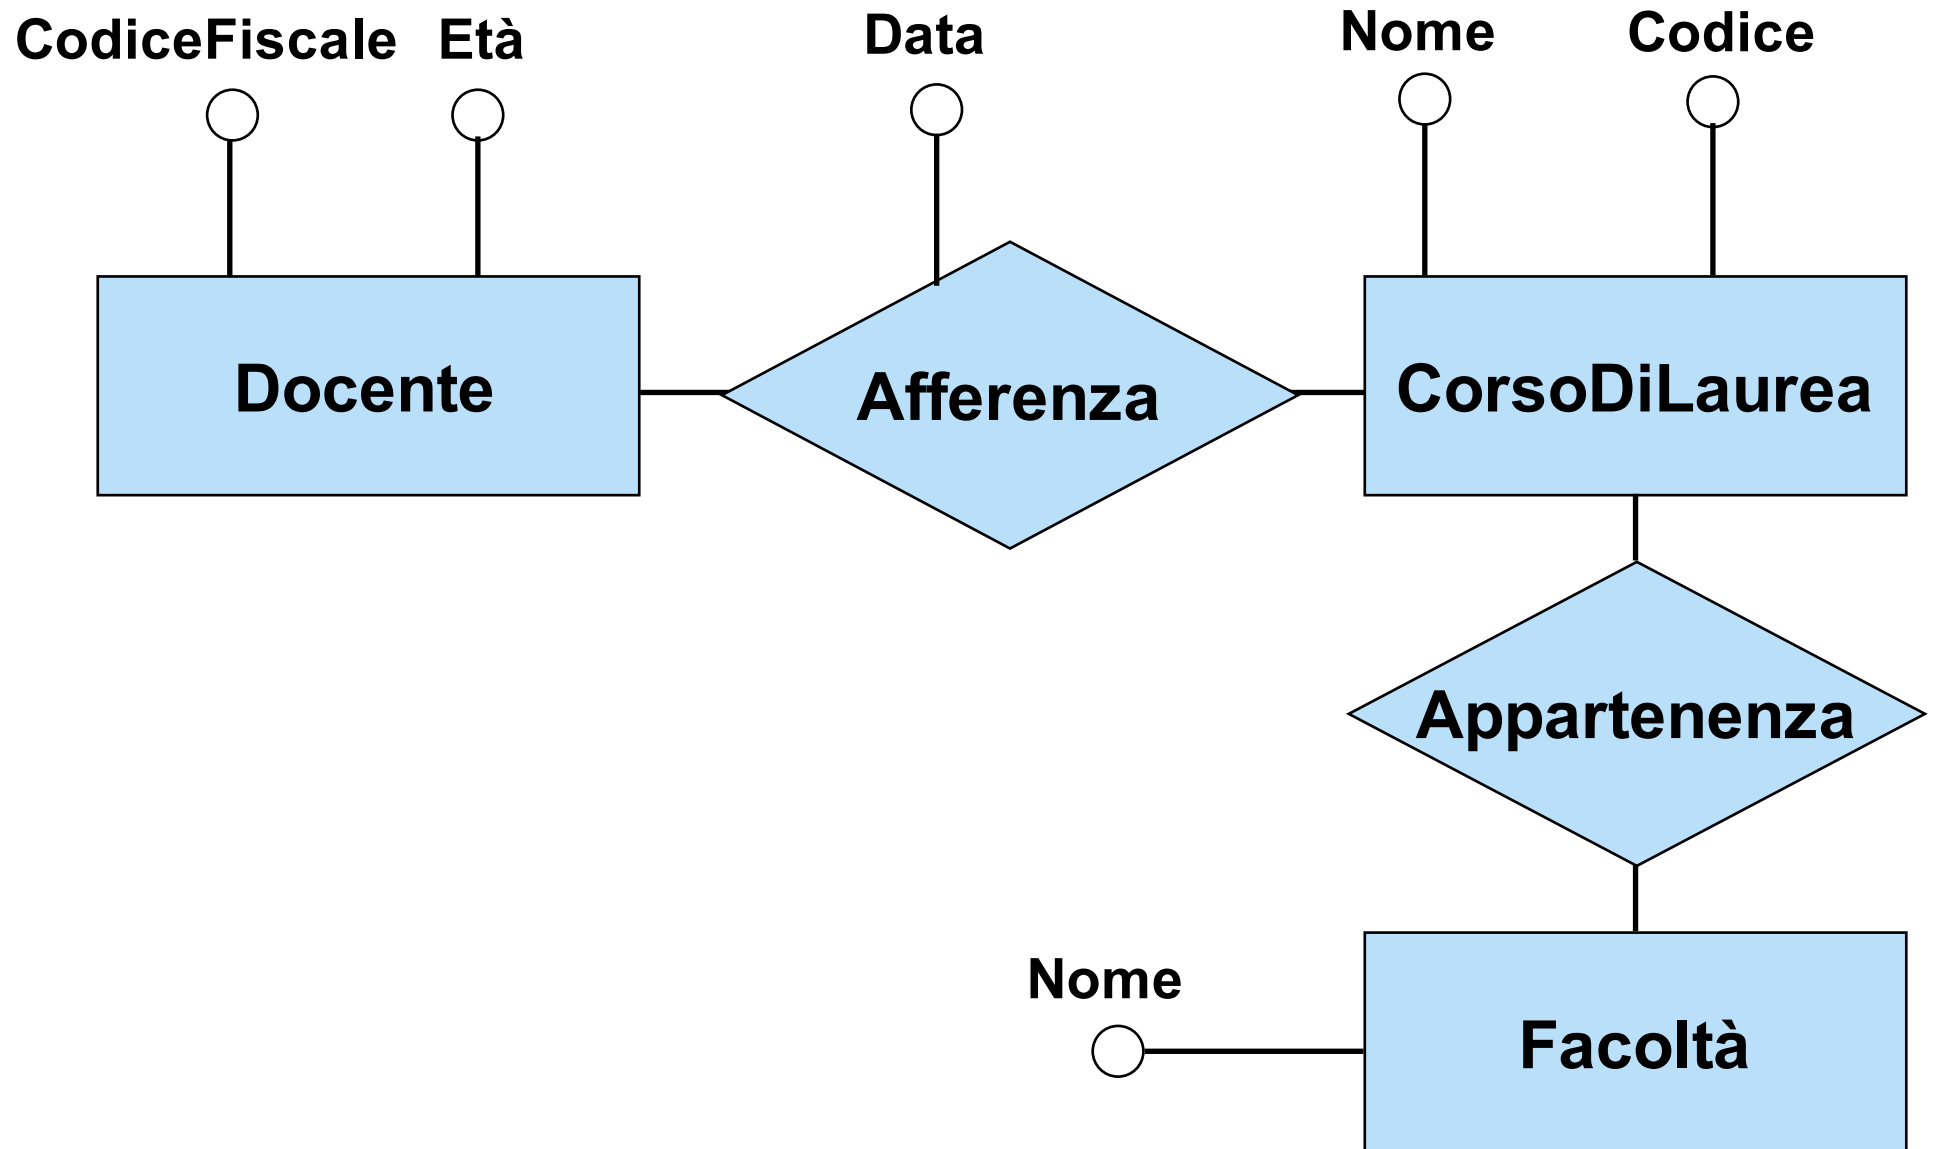 CodiceFiscale Età Data Nome Codice
Docente Afferenza CorsoDiLaurea
Appartenenza
Nome
Facoltà